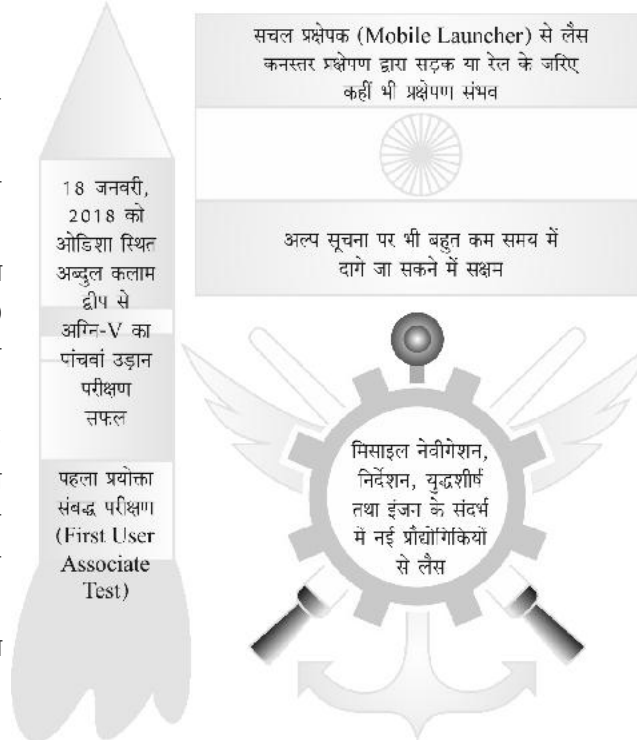 सचल प्रक्षेपक (Mobile Launcher) से लैस
कनस्तर प्रक्षेपण द्वारा सड़क या रेल के जरिए
कहीं भी प्रक्षेपण संभव
अल्प सूचना पर भी बहुत कम समय में
दागे जा सकने में सक्षम
18 जनवरी,
2018 को
ओडिशा स्थित
अब्दुल कलाम
द्वीप से
अग्नि-V का
पांचवां उड़ान
परीक्षण
सफल
पहला प्रयोक्ता
संबद्ध परीक्षण
(First User
Associate
Test)
मिसाइल नेवीगेशन,
निर्देशन, युद्धशीर्ष
तथा इंजन के संदर्भ
में नई प्रौद्योगिकियों
से लैस